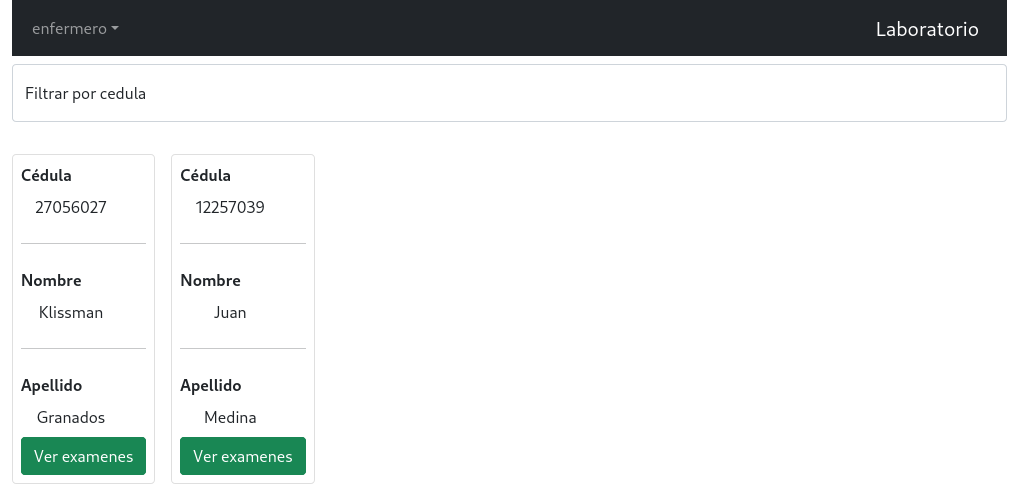 enfermero
Laboratorio
Filtrar por cedula
Cédula
27056027
Nombre
Klissman
Apellido
Granados
Ver examenes
Cédula
12257039
Nombre
Juan
Apellido
Medina
Ver examenes